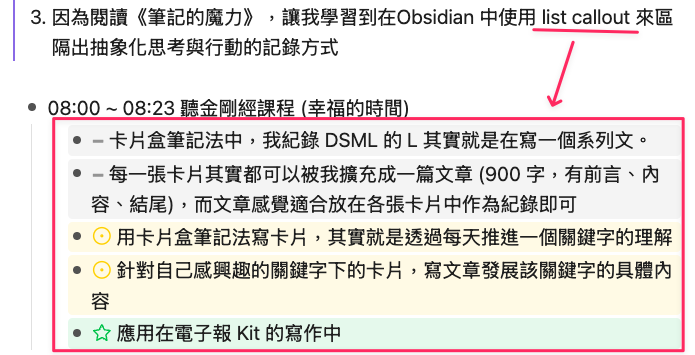 3. 因為閱讀《筆記的魔力》，讓我學習到在Obsidian 中使用 list callout 來區
隔出抽象化思考與行動的記錄方式
08:00 ~ 08:23 聽金剛經課程 (幸福的時間)
– 卡片盒筆記法中，我紀錄 DSML 的 L 其實就是在寫一個系列文。
– 每一張卡片其實都可以被我擴充成一篇文章 (900 字，有前言、內
容、結尾)，而文章感覺適合放在各張卡片中作為紀錄即可
用卡片盒筆記法寫卡片，其實就是透過每天推進一個關鍵字的理解
針對自己感興趣的關鍵字下的卡片，寫文章發展該關鍵字的具體內
容
應用在電子報 Kit 的寫作中